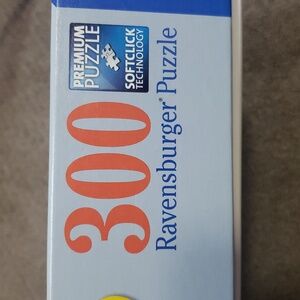 PREMIUM
PUZZLE
SOFTCLICK
TECHNOLOGY
300
Ravensburger® Puzzle